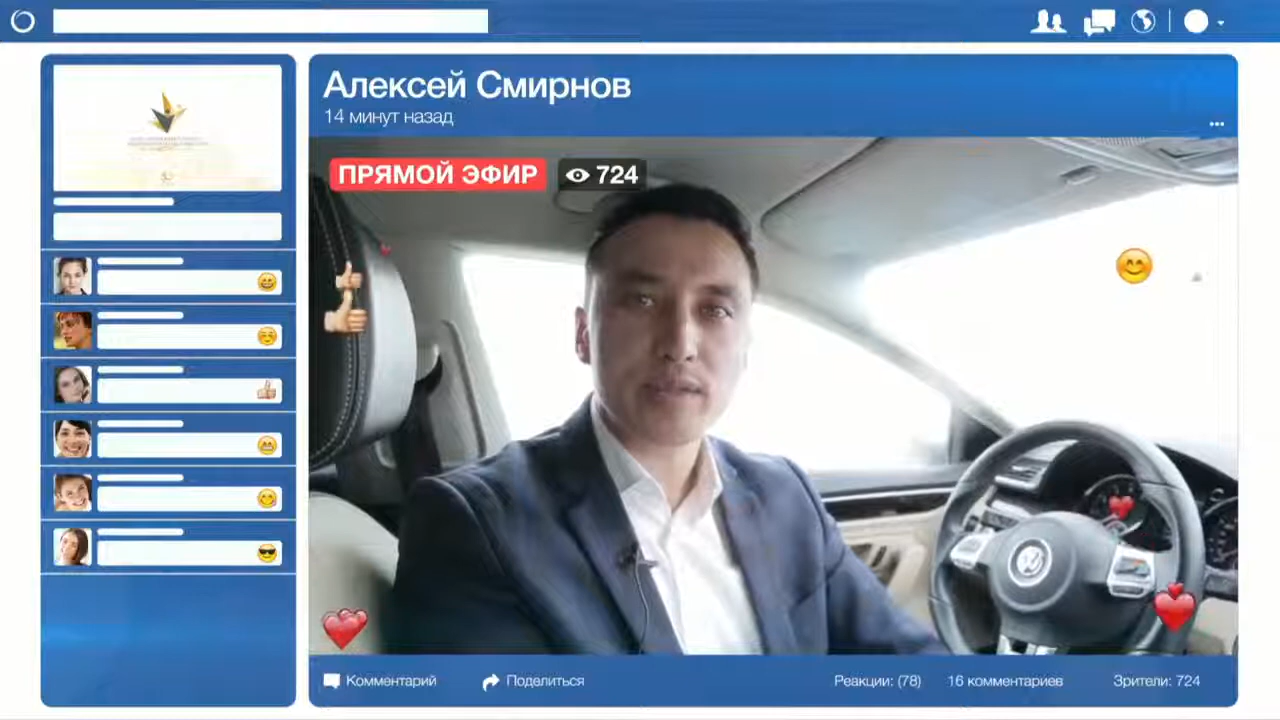 Алексей Смирнов
14 минут назад
ПРЯМОЙ ЭФИР
724
Комментарий
Поделиться
Реакции: (78)
16 комментариев
Зрители: 724